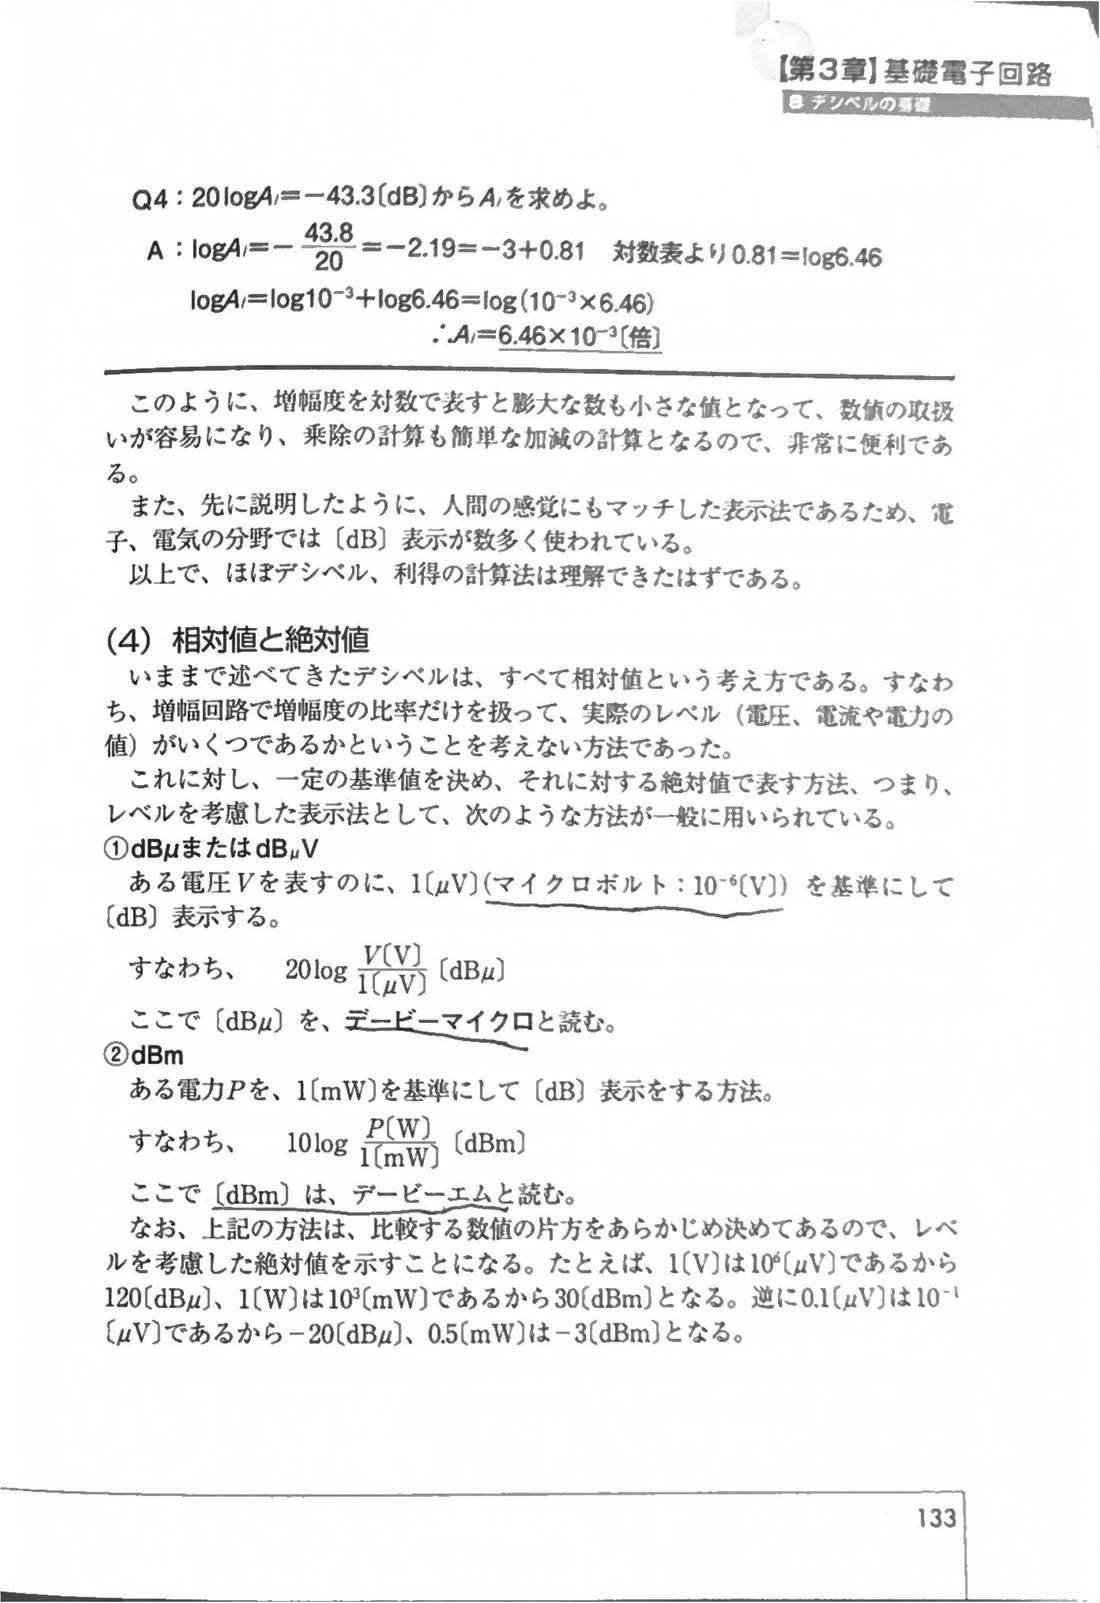 【第3章】基礎電子回路
8 デシベルの基礎
Q4：20logAi＝−43.3〔dB〕からAiを求めよ。
A：logAi＝− 43.8/20 ＝−2.19＝−3＋0.81　対数表より0.81＝log6.46
logAi＝log10⁻³＋log6.46＝log(10⁻³×6.46)
∴Ai＝6.46×10⁻³〔倍〕
このように、増幅度を対数で表すと膨大な数も小さな値となって、数値の取扱
いが容易になり、乗除の計算も簡単な加減の計算となるので、非常に便利であ
る。
また、先に説明したように、人間の感覚にもマッチした表示法であるため、電
子、電気の分野では〔dB〕表示が数多く使われている。
以上で、ほぼデシベル、利得の計算法は理解できたはずである。
(4) 相対値と絶対値
いままで述べてきたデシベルは、すべて相対値という考え方である。すなわ
ち、増幅回路で増幅度の比率だけを扱って、実際のレベル（電圧、電流や電力の
値）がいくつであるかということを考えない方法であった。
これに対し、一定の基準値を決め、それに対する絶対値で表す方法、つまり、
レベルを考慮した表示法として、次のような方法が一般に用いられている。
①dBμまたはdBμV
ある電圧Vを表すのに、1〔μV〕(マイクロボルト：10⁻⁶〔V〕) を基準にして
〔dB〕表示する。
すなわち、　20log V〔V〕/1〔μV〕〔dBμ〕
ここで〔dBμ〕を、デービーマイクロと読む。
②dBm
ある電力Pを、1〔mW〕を基準にして〔dB〕表示をする方法。
すなわち、　10log P〔W〕/1〔mW〕〔dBm〕
ここで〔dBm〕は、デービーエムと読む。
なお、上記の方法は、比較する数値の片方をあらかじめ決めてあるので、レベ
ルを考慮した絶対値を示すことになる。たとえば、1〔V〕は10⁶〔μV〕であるから
120〔dBμ〕、1〔W〕は10³〔mW〕であるから30〔dBm〕となる。逆に0.1〔μV〕は10⁻¹
〔μV〕であるから−20〔dBμ〕、0.5〔mW〕は−3〔dBm〕となる。
133